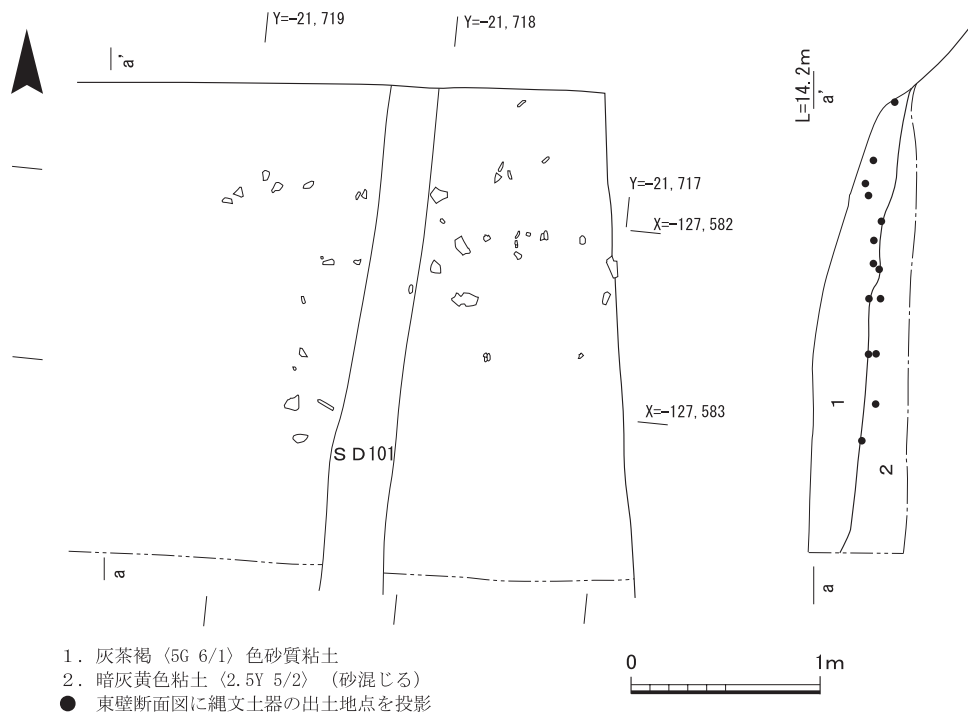 Y=-21,719
Y=-21,718
a'
L=14.2m
a'
Y=-21,717
X=-127,582
X=-127,583
1
2
SD101
a
a
1. 灰茶褐〈5G 6/1〉色砂質粘土
2. 暗灰黄色粘土〈2.5Y 5/2〉(砂混じる)
● 東壁断面図に縄文土器の出土地点を投影
0 1m